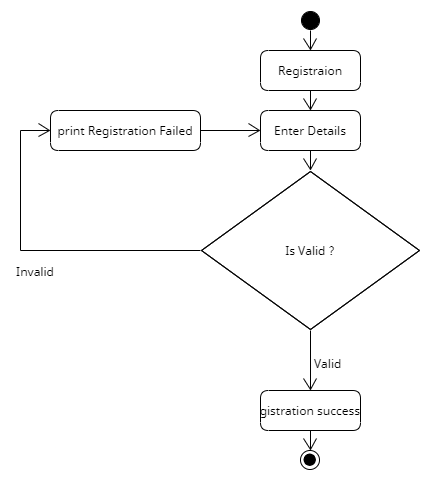 Registraion
print Registration Failed
Enter Details
Is Valid ?
Invalid
Valid
gistration success